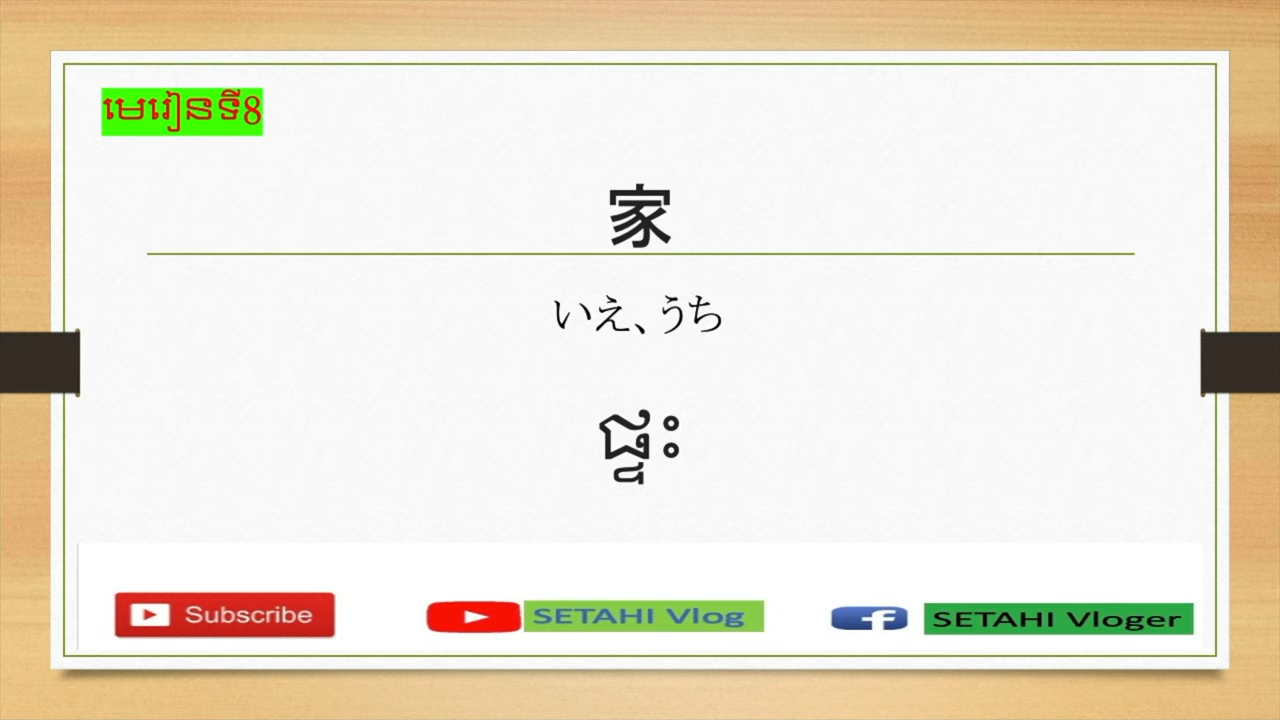 មេរៀនទី8
家
いえ、うち
ផ្ទះ
Subscribe
SETAHI Vlog
SETAHI Vloger